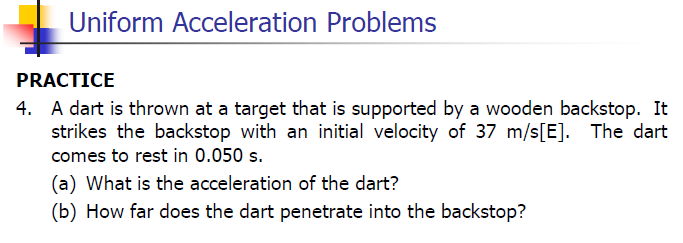 Uniform Acceleration Problems
PRACTICE
4. A dart is thrown at a target that is supported by a wooden backstop. It
strikes the backstop with an initial velocity of 37 m/s[E]. The dart
comes to rest in 0.050 s.
(a) What is the acceleration of the dart?
(b) How far does the dart penetrate into the backstop?